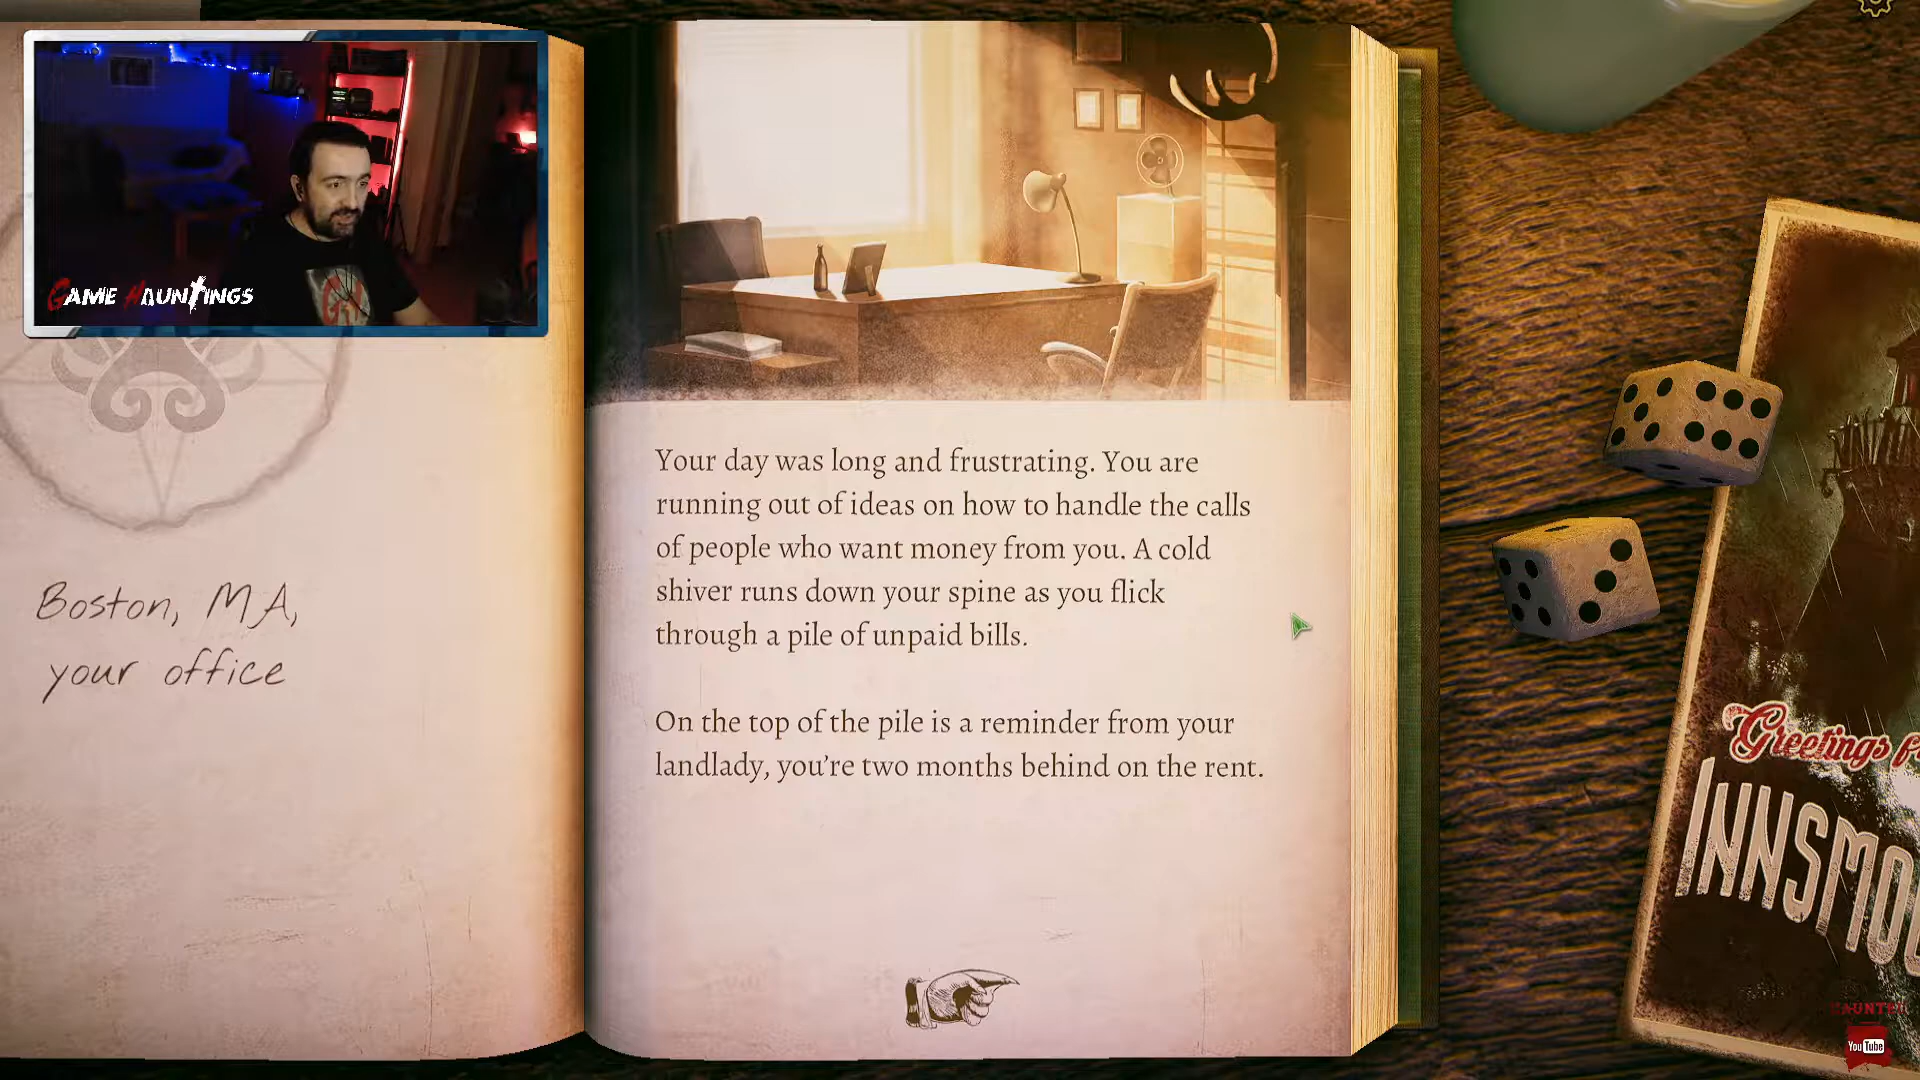 GAME HAUNTINGS
Boston, MA,
your office
Your day was long and frustrating. You are
running out of ideas on how to handle the calls
of people who want money from you. A cold
shiver runs down your spine as you flick
through a pile of unpaid bills.
On the top of the pile is a reminder from your
landlady, you're two months behind on the rent.
Greetings f
INNSMO
HAUNTE
YouTube